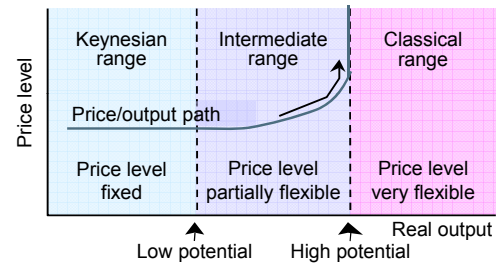 Price level
Keynesian
range
Intermediate
range
Classical
range
Price/output path
Price level
fixed
Price level
partially flexible
Price level
very flexible
Real output
Low potential
High potential